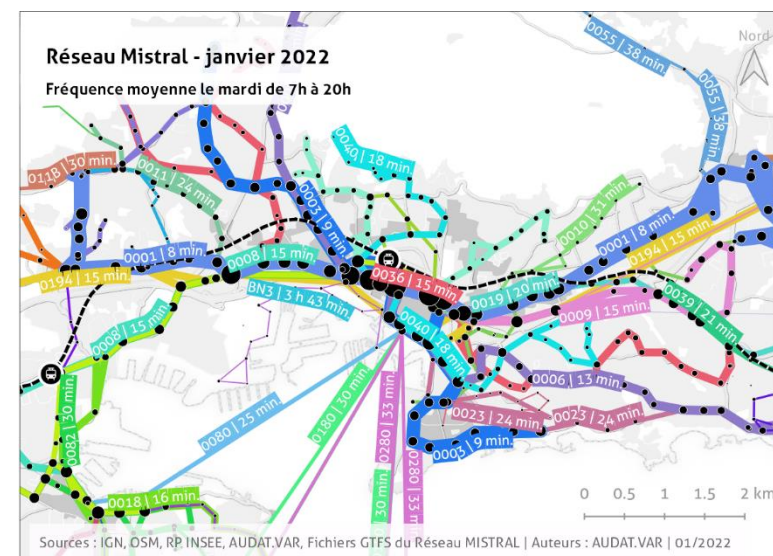 Réseau Mistral - janvier 2022
Fréquence moyenne le mardi de 7h à 20h
Nord
0055 | 38 min.
0055 | 38 min.
011B | 30 min.
0011 | 24 min.
004Q | 18 min.
0003 | 9 min.
0010 | 31 min.
0001 | 8 min.
0001 | 8 min.
0008 | 15 min.
0194 | 15 min.
0194 | 15 min.
0036 | 15 min.
BN3 | 3 h 43 min.
0019 | 20 min.
0039 | 21 min.
0009 | 15 min.
0008 | 15 min.
0040 | 18 min.
0006 | 13 min.
0082 | 30 min.
0080 | 25 min.
0180 | 30 min.
0280 | 33 min.
0023 | 24 min.
0023 | 24 min.
0003 | 9 min.
0280 | 33 min.
30 min.
0018 | 16 min.
0 0.5 1 1.5 2 km
Sources : IGN, OSM, RP INSEE, AUDAT.VAR, Fichiers GTFS du Réseau MISTRAL | Auteurs : AUDAT.VAR | 01/2022